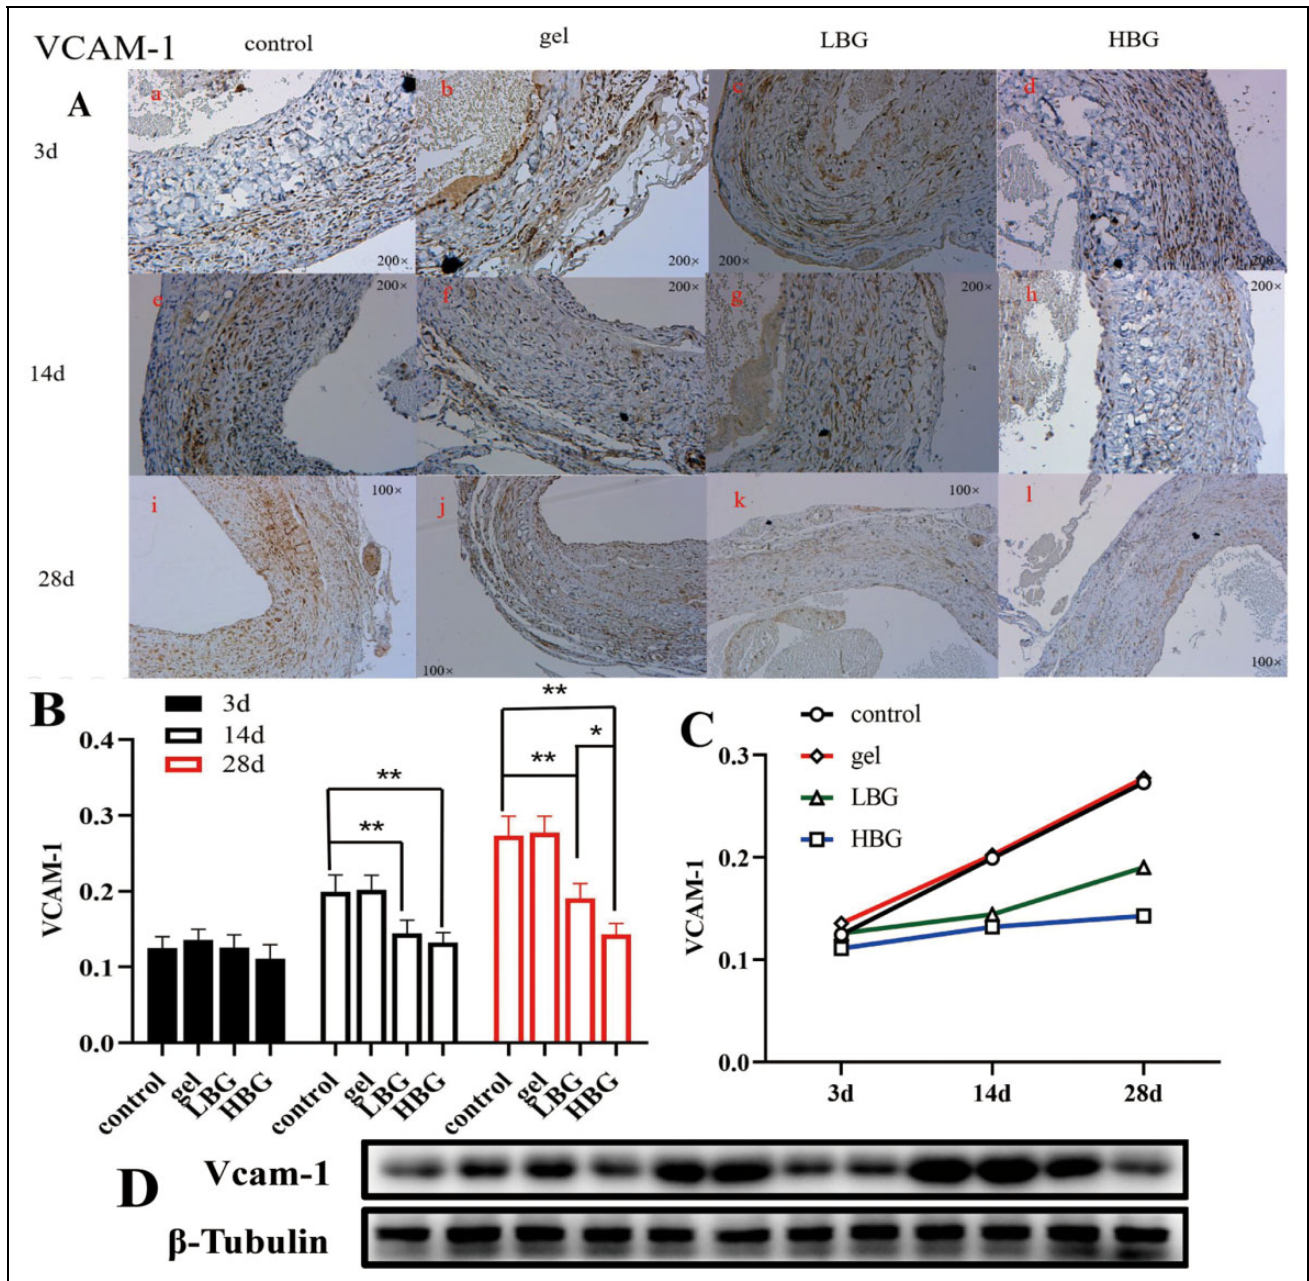 VCAM-1 control gel LBG HBG
A
a b c d
3d
200× 200× 200× 200×
e f g h
200× 200× 200× 200×
14d
i j k l
100× 100×
28d
100× 100×
B
3d
14d
28d
** ** ** ** *
VCAM-1
0.4
0.3
0.2
0.1
0.0
control gel LBG HBG control gel LBG HBG control gel LBG HBG
C
control
gel
LBG
HBG
VCAM-1
0.3
0.2
0.1
0.0
3d 14d 28d
D
Vcam-1
β-Tubulin